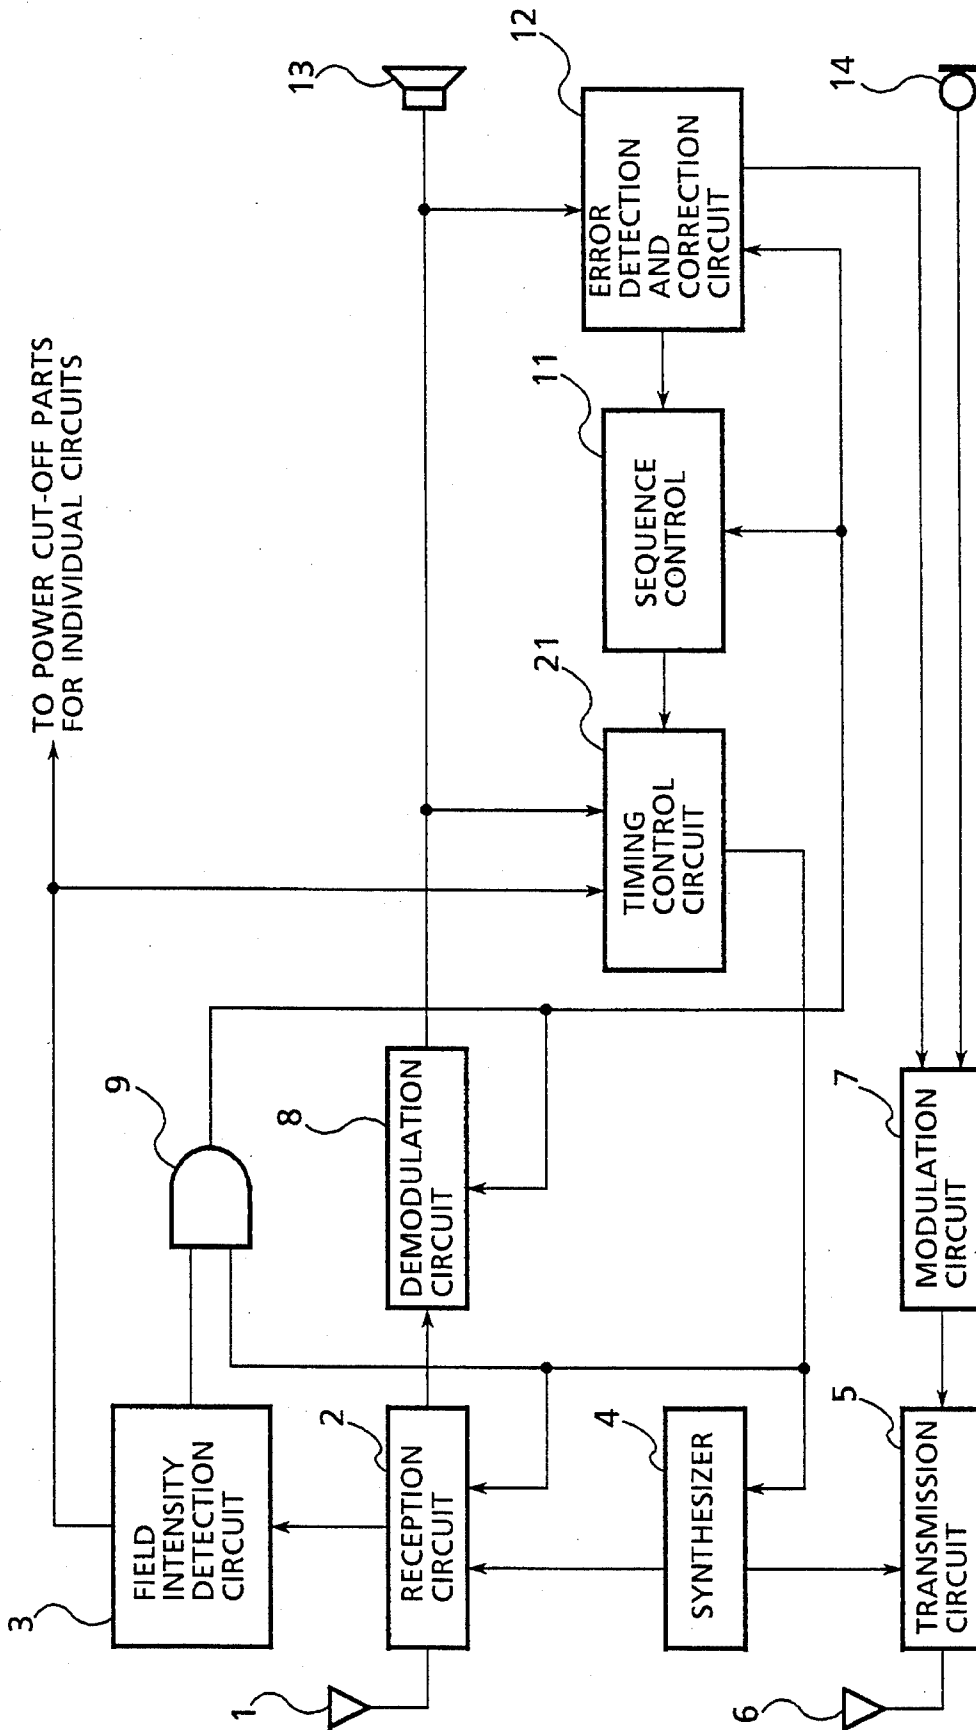 TO POWER CUT-OFF PARTS
FOR INDIVIDUAL CIRCUITS
3
FIELD
INTENSITY
DETECTION
CIRCUIT
9
13
1
2
RECEPTION
CIRCUIT
8
DEMODULATION
CIRCUIT
21
TIMING
CONTROL
CIRCUIT
11
SEQUENCE
CONTROL
12
ERROR
DETECTION
AND
CORRECTION
CIRCUIT
4
SYNTHESIZER
6
5
TRANSMISSION
CIRCUIT
7
MODULATION
CIRCUIT
14